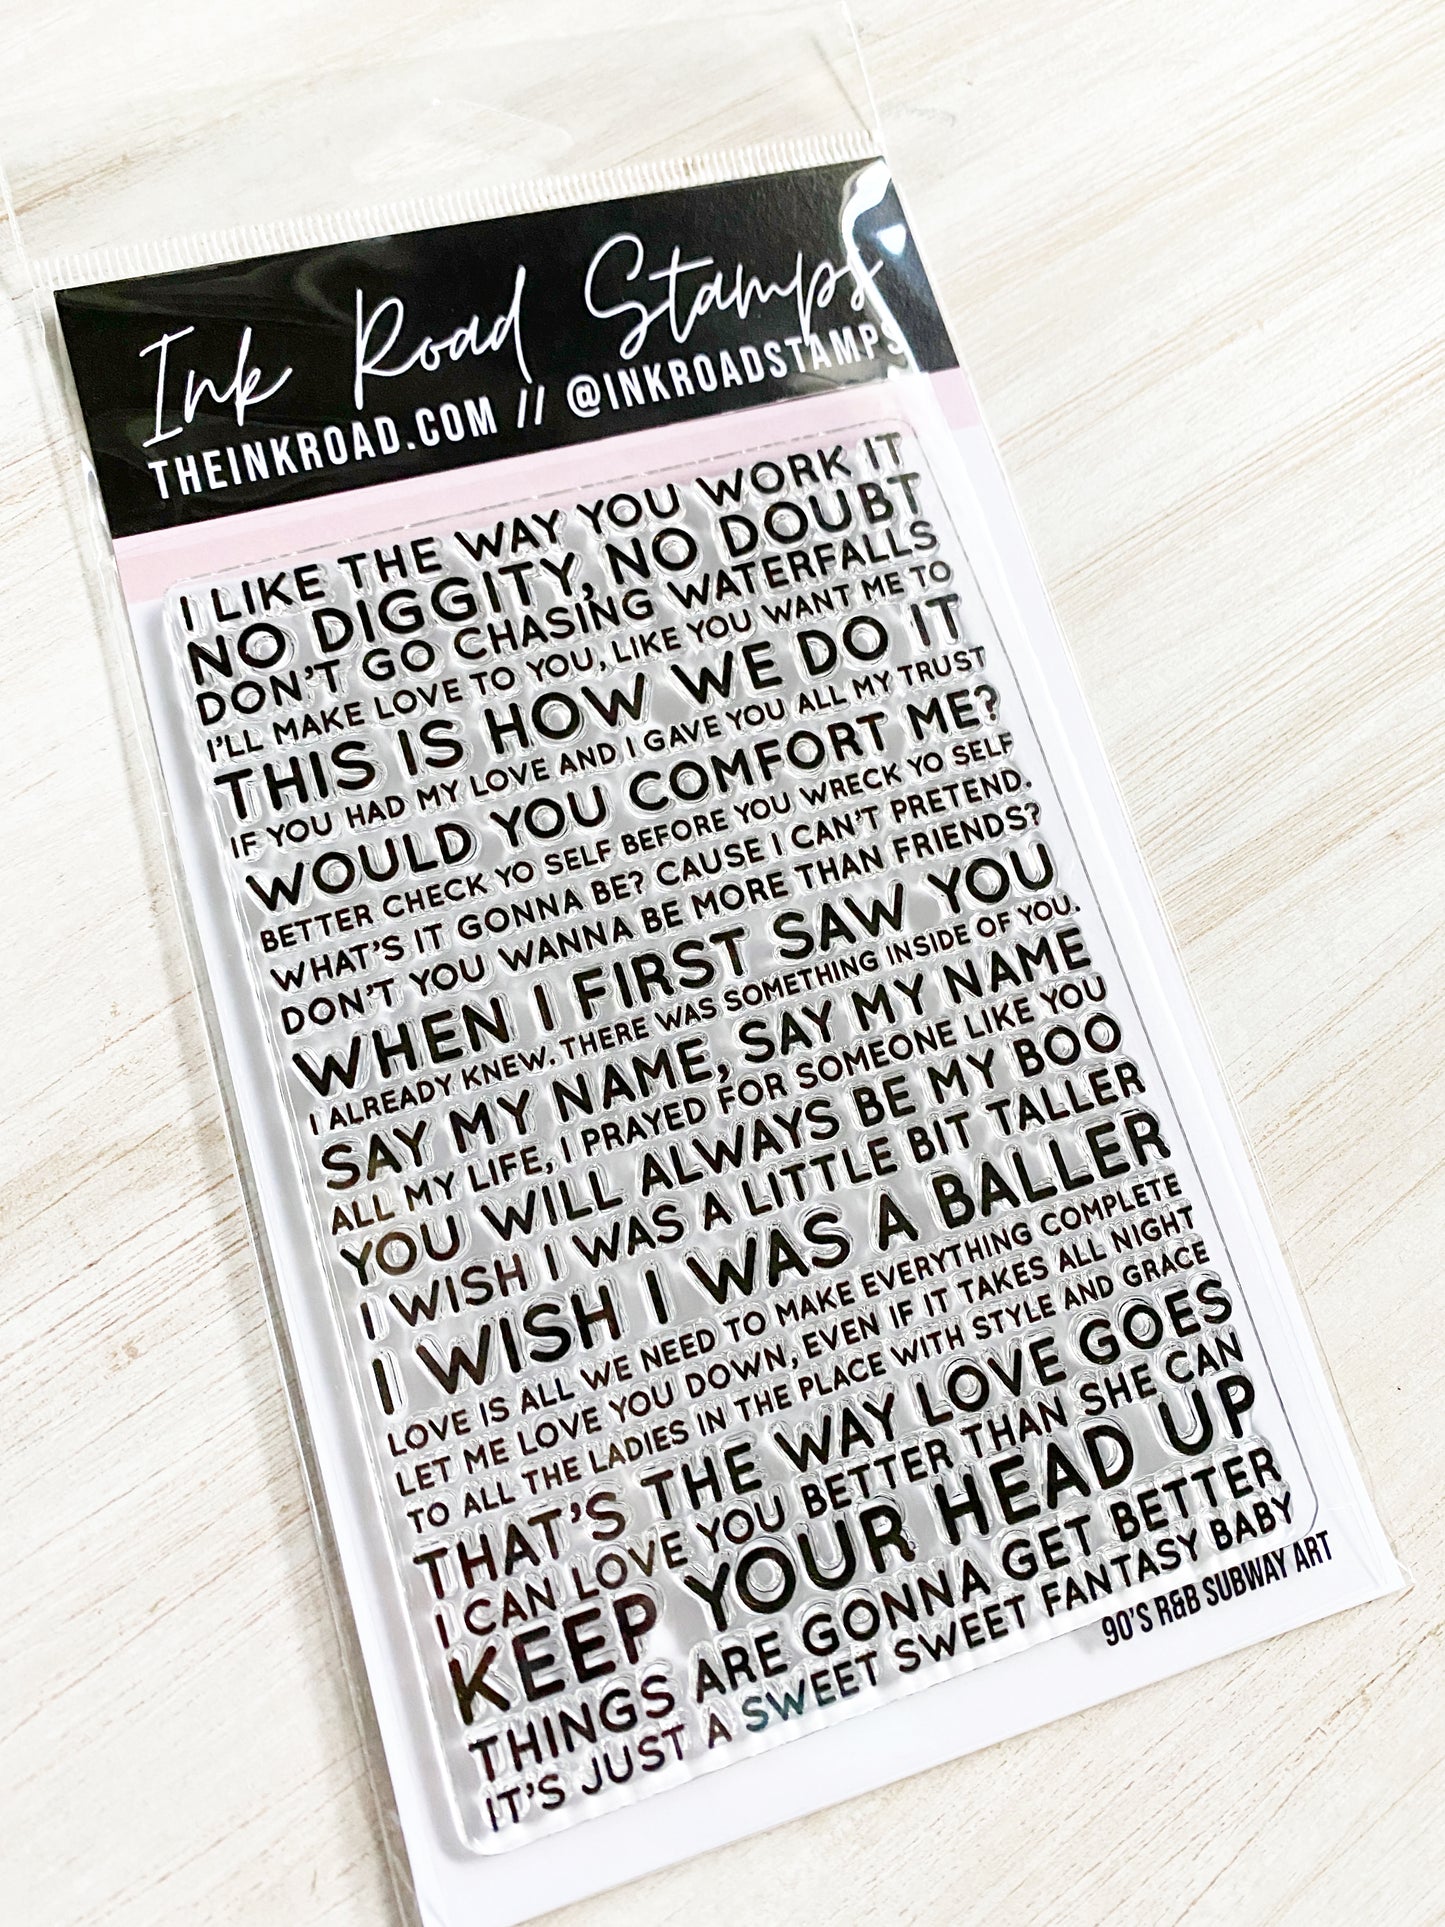 Ink Road Stamps
THEINKROAD.COM // @INKROADSTAMPS
I LIKE THE WAY YOU WORK IT
NO DIGGITY, NO DOUBT
DON'T GO CHASING WATERFALLS
I'LL MAKE LOVE TO YOU, LIKE YOU WANT ME TO
THIS IS HOW WE DO IT
IF YOU HAD MY LOVE AND I GAVE YOU ALL MY TRUST
WOULD YOU COMFORT ME?
BETTER CHECK YO SELF BEFORE YOU WRECK YO SELF
WHAT'S IT GONNA BE? CAUSE I CAN'T PRETEND.
DON'T YOU WANNA BE MORE THAN FRIENDS?
WHEN I FIRST SAW YOU
I ALREADY KNEW. THERE WAS SOMETHING INSIDE OF YOU.
SAY MY NAME, SAY MY NAME
ALL MY LIFE, I PRAYED FOR SOMEONE LIKE YOU
YOU WILL ALWAYS BE MY BOO
I WISH I WAS A LITTLE BIT TALLER
I WISH I WAS A BALLER
LOVE IS ALL WE NEED TO MAKE EVERYTHING COMPLETE
LET ME LOVE YOU DOWN, EVEN IF IT TAKES ALL NIGHT
TO ALL THE LADIES IN THE PLACE WITH STYLE AND GRACE
THAT'S THE WAY LOVE GOES
I CAN LOVE YOU BETTER THAN SHE CAN
KEEP YOUR HEAD UP
THINGS ARE GONNA GET BETTER
IT'S JUST A SWEET SWEET FANTASY BABY
90'S R&B SUBWAY ART